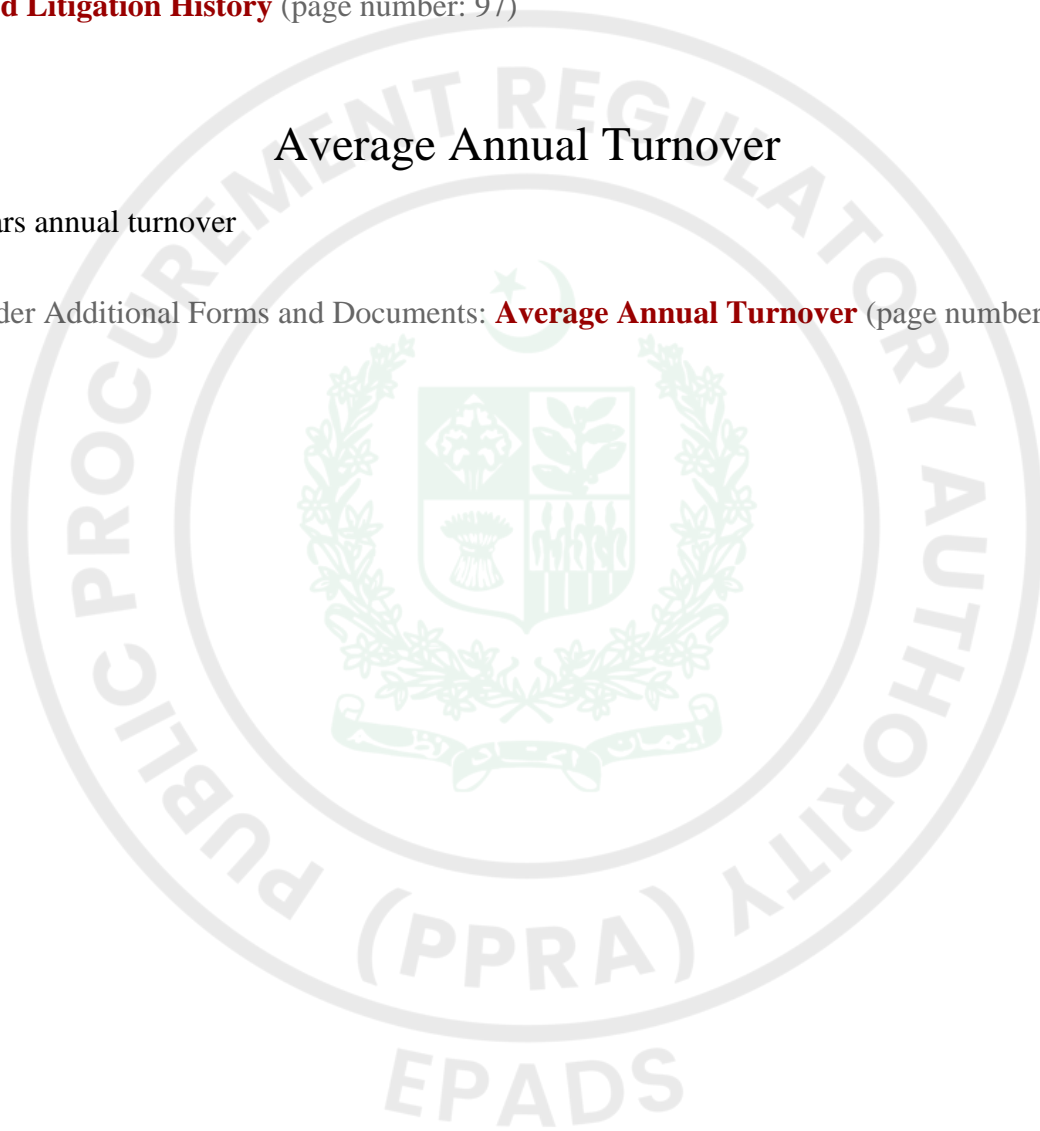 d Litigation History (page number: 97)
Average Annual Turnover
ars annual turnover
der Additional Forms and Documents: Average Annual Turnover (page number
PUBLIC PROCUREMENT REGULATORY AUTHORITY
(PPRA)
EPADS